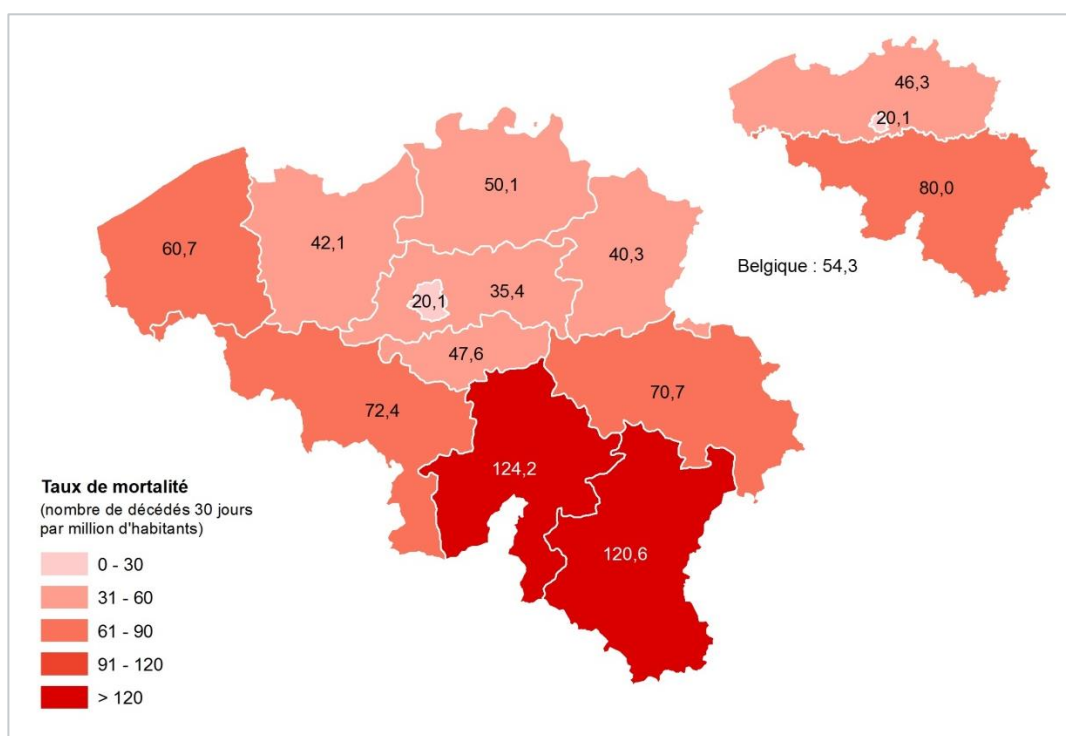 46,3
20,1
80,0
Belgique : 54,3
50,1
60,7
42,1
40,3
20,1
35,4
47,6
72,4
70,7
124,2
120,6
Taux de mortalité
(nombre de décédés 30 jours
par million d'habitants)
0 - 30
31 - 60
61 - 90
91 - 120
> 120